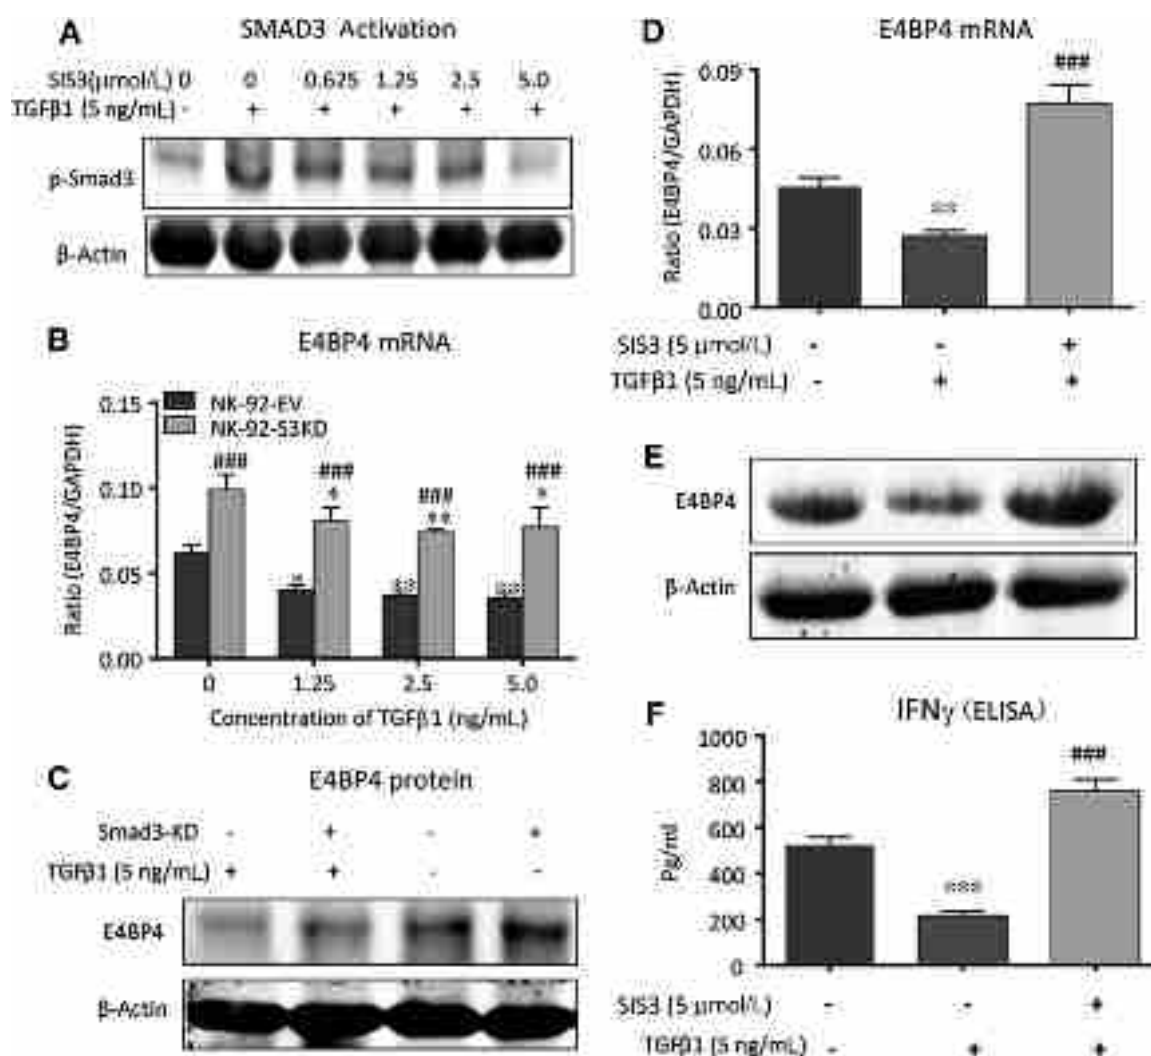 A
SMAD3 Activation
SIS3(μmol/L) 0 0 0.625 1.25 2.5 5.0
TGFβ1 (5 ng/mL) - + + + + +
p-Smad3
β-Actin
B
E4BP4 mRNA
NK-92-EV
NK-92-S3KD
Ratio (E4BP4/GAPDH)
0.15
0.10
0.05
0.00
###
###
*
###
**
###
*
*
**
0 1.25 2.5 5.0
Concentration of TGFβ1 (ng/mL)
C
E4BP4 protein
Smad3-KD - + - +
TGFβ1 (5 ng/mL) + + - -
E4BP4
β-Actin
D
E4BP4 mRNA
Ratio (E4BP4/GAPDH)
0.09
0.06
0.03
0.00
**
###
SIS3 (5 μmol/L) - - +
TGFβ1 (5 ng/mL) - + +
E
E4BP4
β-Actin
F
IFNγ (ELISA)
Pg/ml
1000
800
600
400
200
0
***
###
SIS3 (5 μmol/L) - - +
TGFβ1 (5 ng/mL) - + +